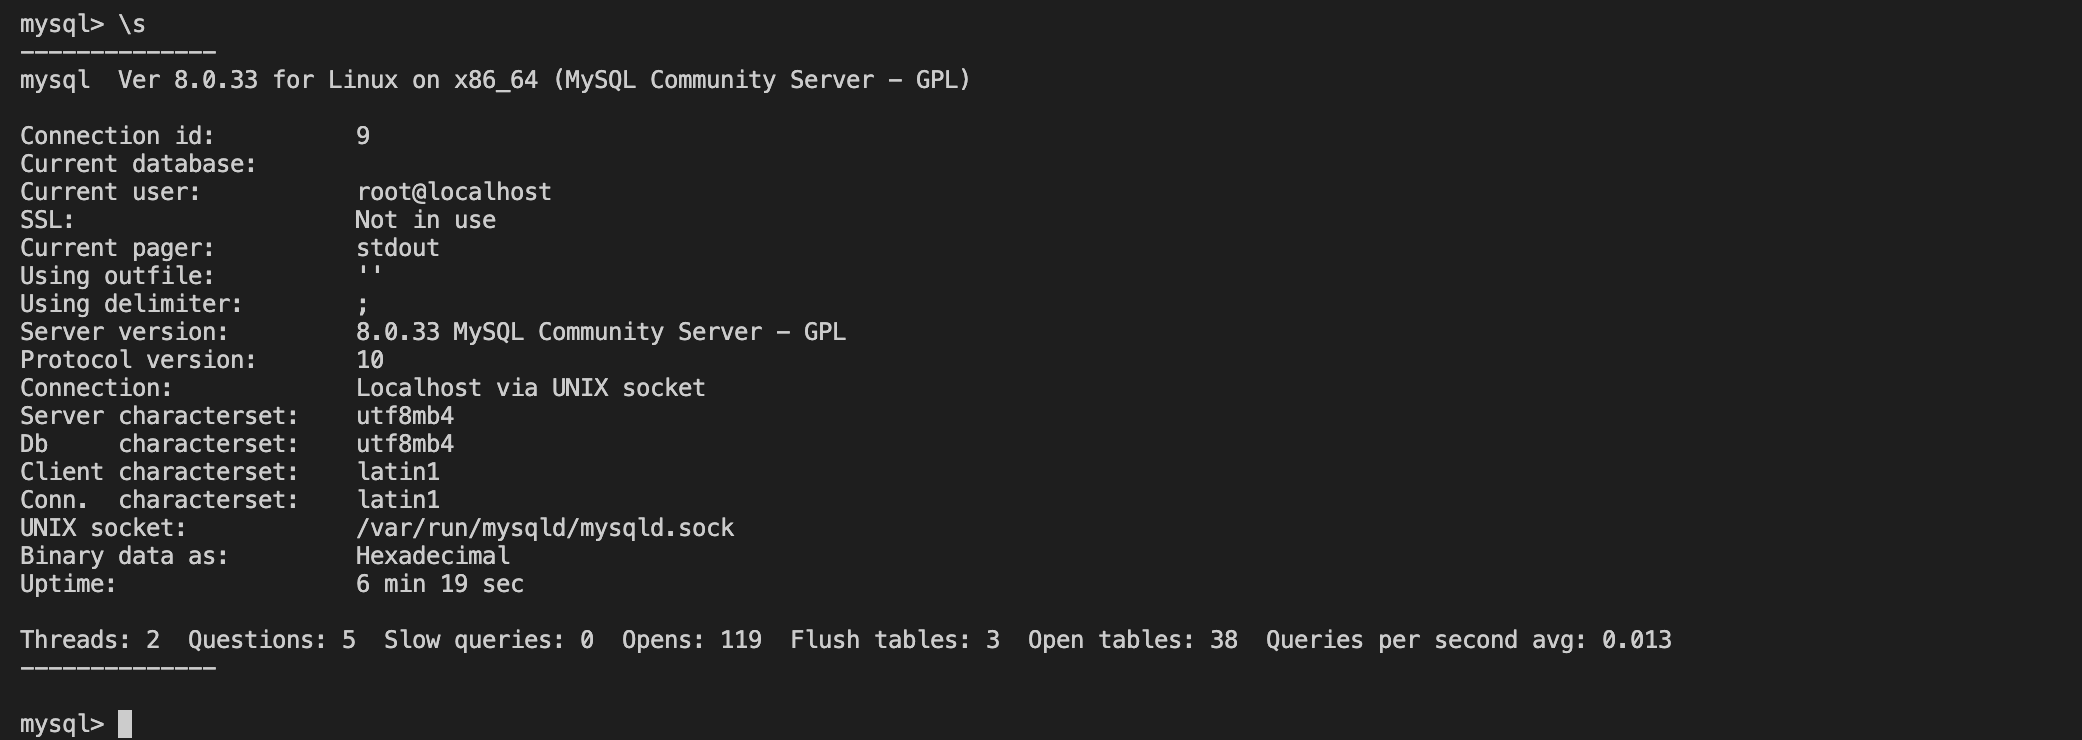 mysql> \s
--------------
mysql  Ver 8.0.33 for Linux on x86_64 (MySQL Community Server - GPL)

Connection id:          9
Current database:
Current user:           root@localhost
SSL:                    Not in use
Current pager:          stdout
Using outfile:          ''
Using delimiter:        ;
Server version:         8.0.33 MySQL Community Server - GPL
Protocol version:       10
Connection:             Localhost via UNIX socket
Server characterset:    utf8mb4
Db     characterset:    utf8mb4
Client characterset:    latin1
Conn.  characterset:    latin1
UNIX socket:            /var/run/mysqld/mysqld.sock
Binary data as:         Hexadecimal
Uptime:                 6 min 19 sec

Threads: 2  Questions: 5  Slow queries: 0  Opens: 119  Flush tables: 3  Open tables: 38  Queries per second avg: 0.013
--------------

mysql>